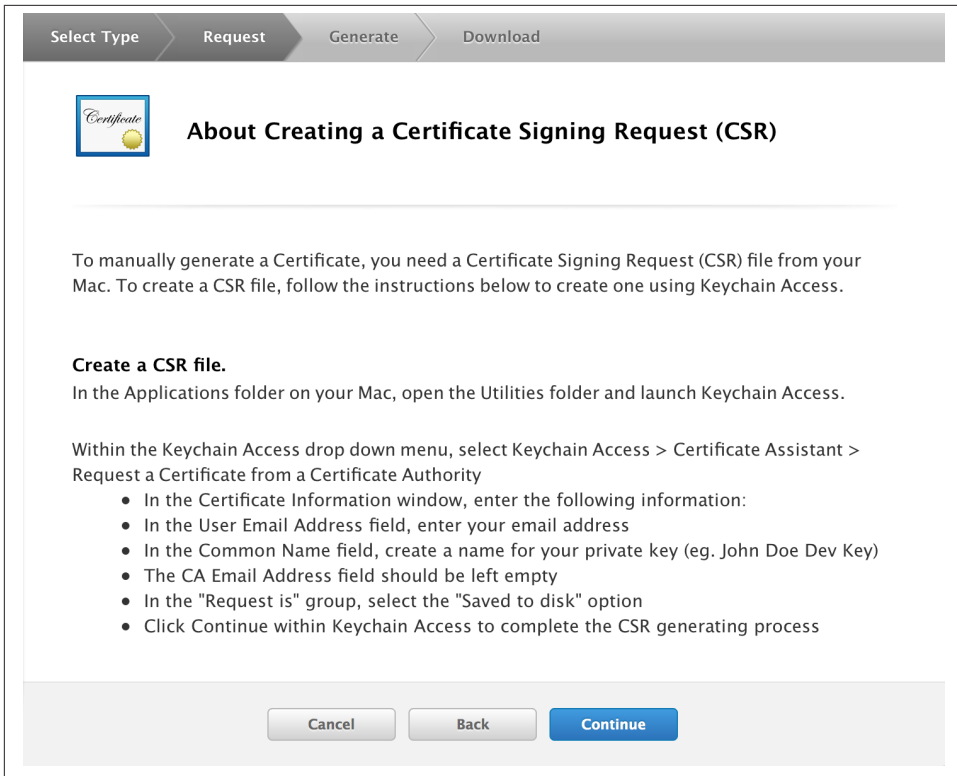 Select Type Request Generate Download
Certificate
About Creating a Certificate Signing Request (CSR)
To manually generate a Certificate, you need a Certificate Signing Request (CSR) file from your
Mac. To create a CSR file, follow the instructions below to create one using Keychain Access.
Create a CSR file.
In the Applications folder on your Mac, open the Utilities folder and launch Keychain Access.
Within the Keychain Access drop down menu, select Keychain Access > Certificate Assistant >
Request a Certificate from a Certificate Authority
● In the Certificate Information window, enter the following information:
● In the User Email Address field, enter your email address
● In the Common Name field, create a name for your private key (eg. John Doe Dev Key)
● The CA Email Address field should be left empty
● In the "Request is" group, select the "Saved to disk" option
● Click Continue within Keychain Access to complete the CSR generating process
Cancel Back Continue